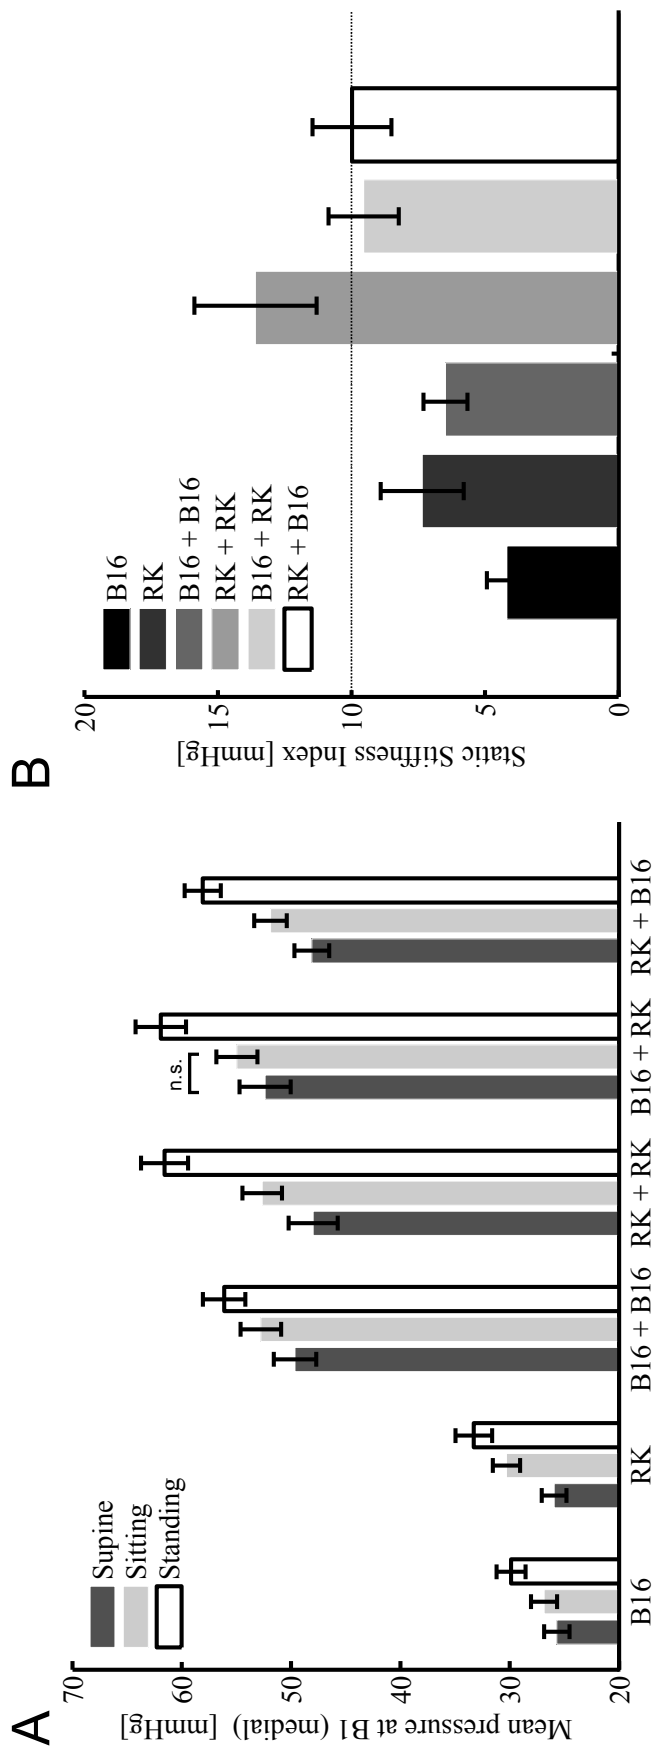 A
Mean pressure at B1 (medial) [mmHg]
70
60
50
40
30
20
Supine
Sitting
Standing
n.s.
B16
RK
B16 + B16
RK + RK
B16 + RK
RK + B16
B
Static Stiffness Index [mmHg]
20
15
10
5
0
B16
RK
B16 + B16
RK + RK
B16 + RK
RK + B16